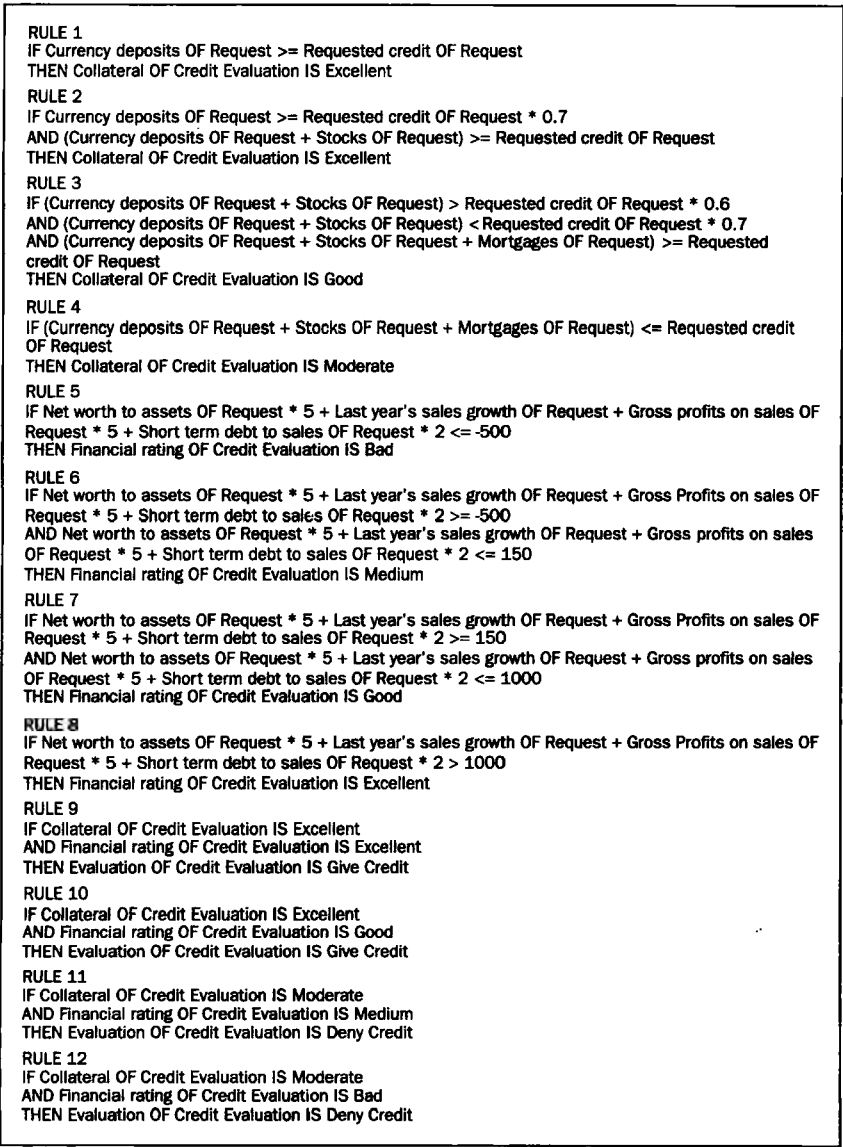 RULE 1
IF Currency deposits OF Request >= Requested credit OF Request
THEN Collateral OF Credit Evaluation IS Excellent
RULE 2
IF Currency deposits OF Request >= Requested credit OF Request * 0.7
AND (Currency deposits OF Request + Stocks OF Request) >= Requested credit OF Request
THEN Collateral OF Credit Evaluation IS Excellent
RULE 3
IF (Currency deposits OF Request + Stocks OF Request) > Requested credit OF Request * 0.6
AND (Currency deposits OF Request + Stocks OF Request) < Requested credit OF Request * 0.7
AND (Currency deposits OF Request + Stocks OF Request + Mortgages OF Request) >= Requested
credit OF Request
THEN Collateral OF Credit Evaluation IS Good
RULE 4
IF (Currency deposits OF Request + Stocks OF Request + Mortgages OF Request) <= Requested credit
OF Request
THEN Collateral OF Credit Evaluation IS Moderate
RULE 5
IF Net worth to assets OF Request * 5 + Last year's sales growth OF Request + Gross profits on sales OF
Request * 5 + Short term debt to sales OF Request * 2 <= -500
THEN Financial rating OF Credit Evaluation IS Bad
RULE 6
IF Net worth to assets OF Request * 5 + Last year's sales growth OF Request + Gross Profits on sales OF
Request * 5 + Short term debt to sales OF Request * 2 >= -500
AND Net worth to assets OF Request * 5 + Last year's sales growth OF Request + Gross profits on sales
OF Request * 5 + Short term debt to sales OF Request * 2 <= 150
THEN Financial rating OF Credit Evaluation IS Medium
RULE 7
IF Net worth to assets OF Request * 5 + Last year's sales growth OF Request + Gross Profits on sales OF
Request * 5 + Short term debt to sales OF Request * 2 >= 150
AND Net worth to assets OF Request * 5 + Last year's sales growth OF Request + Gross profits on sales
OF Request * 5 + Short term debt to sales OF Request * 2 <= 1000
THEN Financial rating OF Credit Evaluation IS Good
RULE 8
IF Net worth to assets OF Request * 5 + Last year's sales growth OF Request + Gross Profits on sales OF
Request * 5 + Short term debt to sales OF Request * 2 > 1000
THEN Financial rating OF Credit Evaluation IS Excellent
RULE 9
IF Collateral OF Credit Evaluation IS Excellent
AND Financial rating OF Credit Evaluation IS Excellent
THEN Evaluation OF Credit Evaluation IS Give Credit
RULE 10
IF Collateral OF Credit Evaluation IS Excellent
AND Financial rating OF Credit Evaluation IS Good
THEN Evaluation OF Credit Evaluation IS Give Credit
RULE 11
IF Collateral OF Credit Evaluation IS Moderate
AND Financial rating OF Credit Evaluation IS Medium
THEN Evaluation OF Credit Evaluation IS Deny Credit
RULE 12
IF Collateral OF Credit Evaluation IS Moderate
AND Financial rating OF Credit Evaluation IS Bad
THEN Evaluation OF Credit Evaluation IS Deny Credit